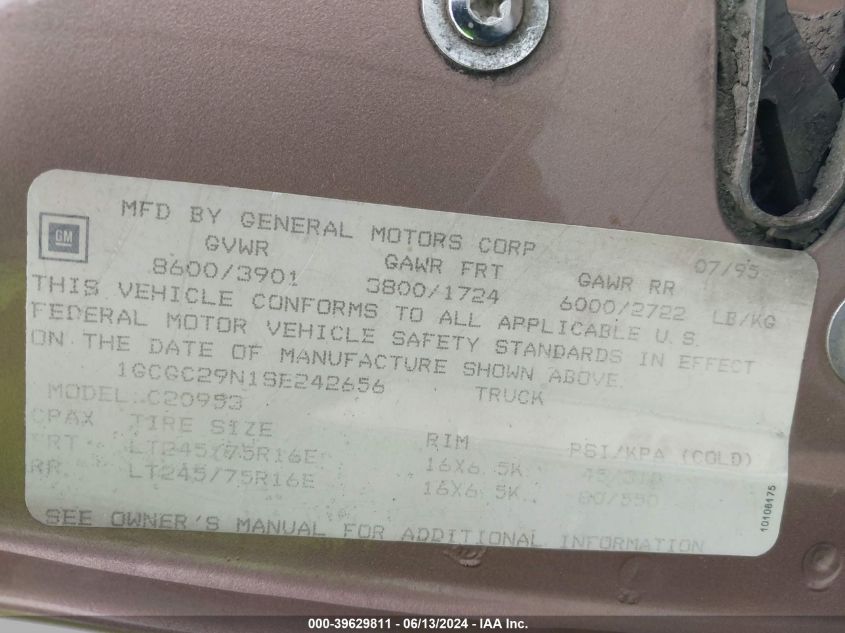 GM
MFD BY GENERAL MOTORS CORP 07/95
GVWR GAWR FRT GAWR RR
8600/3901 3800/1724 6000/2722 LB/KG
THIS VEHICLE CONFORMS TO ALL APPLICABLE U.S.
FEDERAL MOTOR VEHICLE SAFETY STANDARDS IN EFFECT
ON THE DATE OF MANUFACTURE SHOWN ABOVE.
1GCGC29N1SE242656 TRUCK
MODEL: C20953
CPAX TIRE SIZE RIM PSI/KPA (COLD)
FRT LT245/75R16E 16X6.5K 45/310
RR LT245/75R16E 16X6.5K 80/550
SEE OWNER'S MANUAL FOR ADDITIONAL INFORMATION
10106175
000-39629811 / 06/13/2024 - IAA Inc.